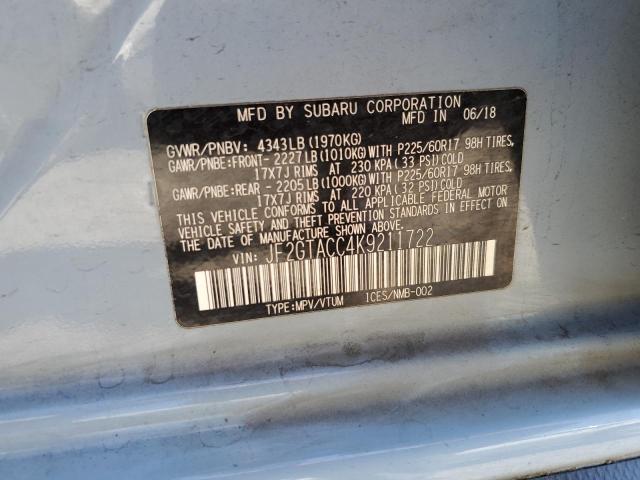 MFD BY SUBARU CORPORATION
MFD IN 06/18
GVWR/PNBV: 4343LB(1970KG)
GAWR/PNBE:FRONT- 2227LB(1010KG)WITH P225/60R17 98H TIRES,
17X7J RIMS AT 230 KPA(33 PSI)COLD
GAWR/PNBE:REAR - 2205LB(1000KG)WITH P225/60R17 98H TIRES,
17X7J RIMS AT 220 KPA(32 PSI)COLD
THIS VEHICLE CONFORMS TO ALL APPLICABLE FEDERAL MOTOR
VEHICLE SAFETY STANDARDS IN EFFECT ON
THE DATE OF MANUFACTURE SHOWN ABOVE.
VIN: JF2GTACC4K9211722
TYPE:MPV/VTUM ICES/NMB-002